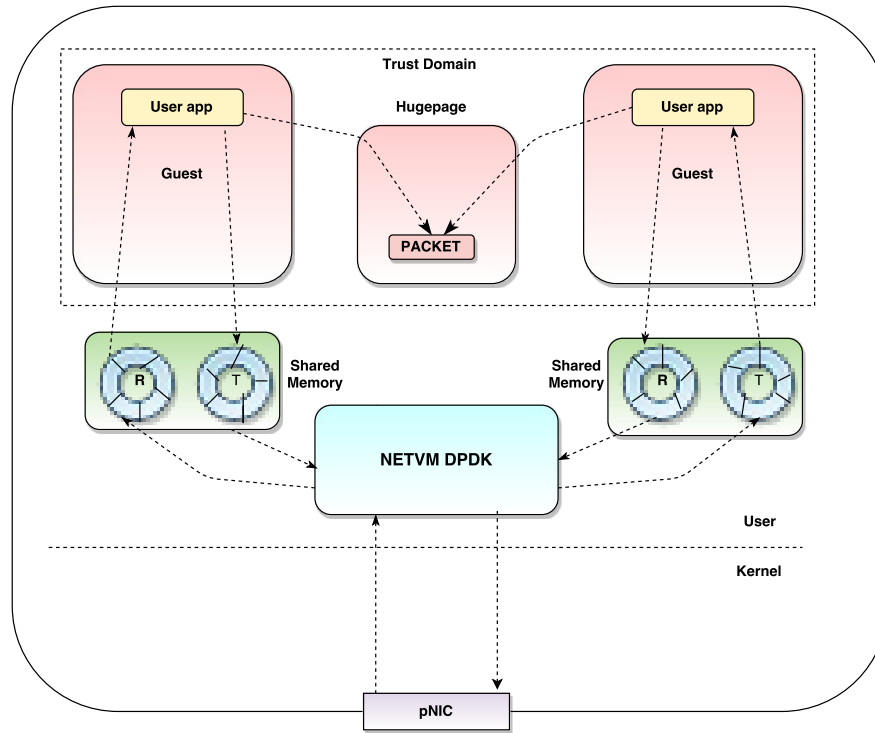 Trust Domain
User app
Hugepage
User app
Guest
Guest
PACKET
R
T
Shared
Memory
Shared
Memory
R
T
NETVM DPDK
User
Kernel
pNIC